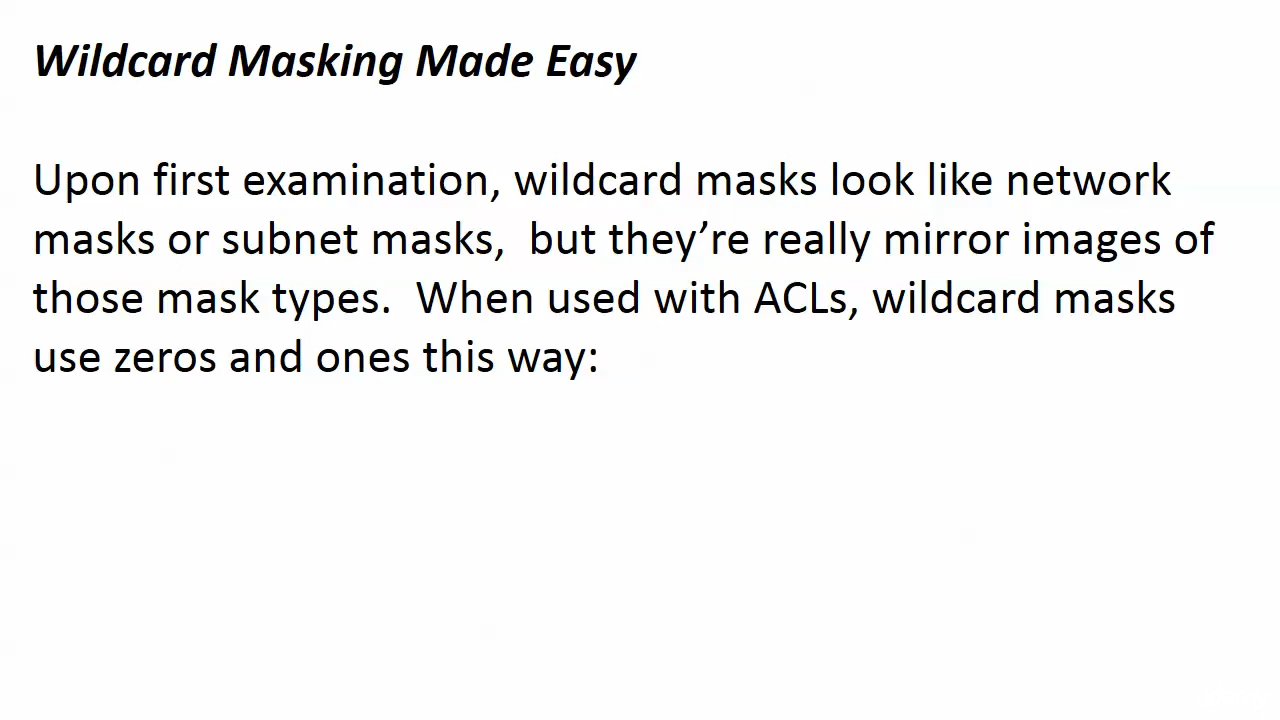 Wildcard Masking Made Easy
Upon first examination, wildcard masks look like network
masks or subnet masks,  but they’re really mirror images of
those mask types.  When used with ACLs, wildcard masks
use zeros and ones this way: